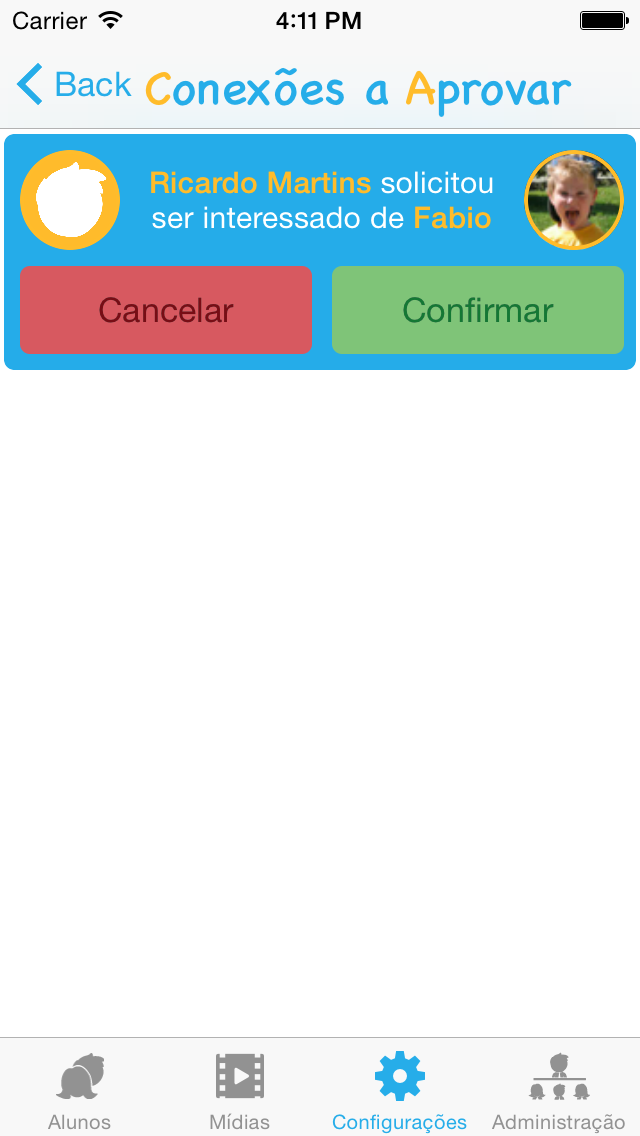 Carrier 4:11 PM
Back Conexões a Aprovar
Ricardo Martins solicitou
ser interessado de Fabio
Cancelar Confirmar
Alunos Mídias Configurações Administração